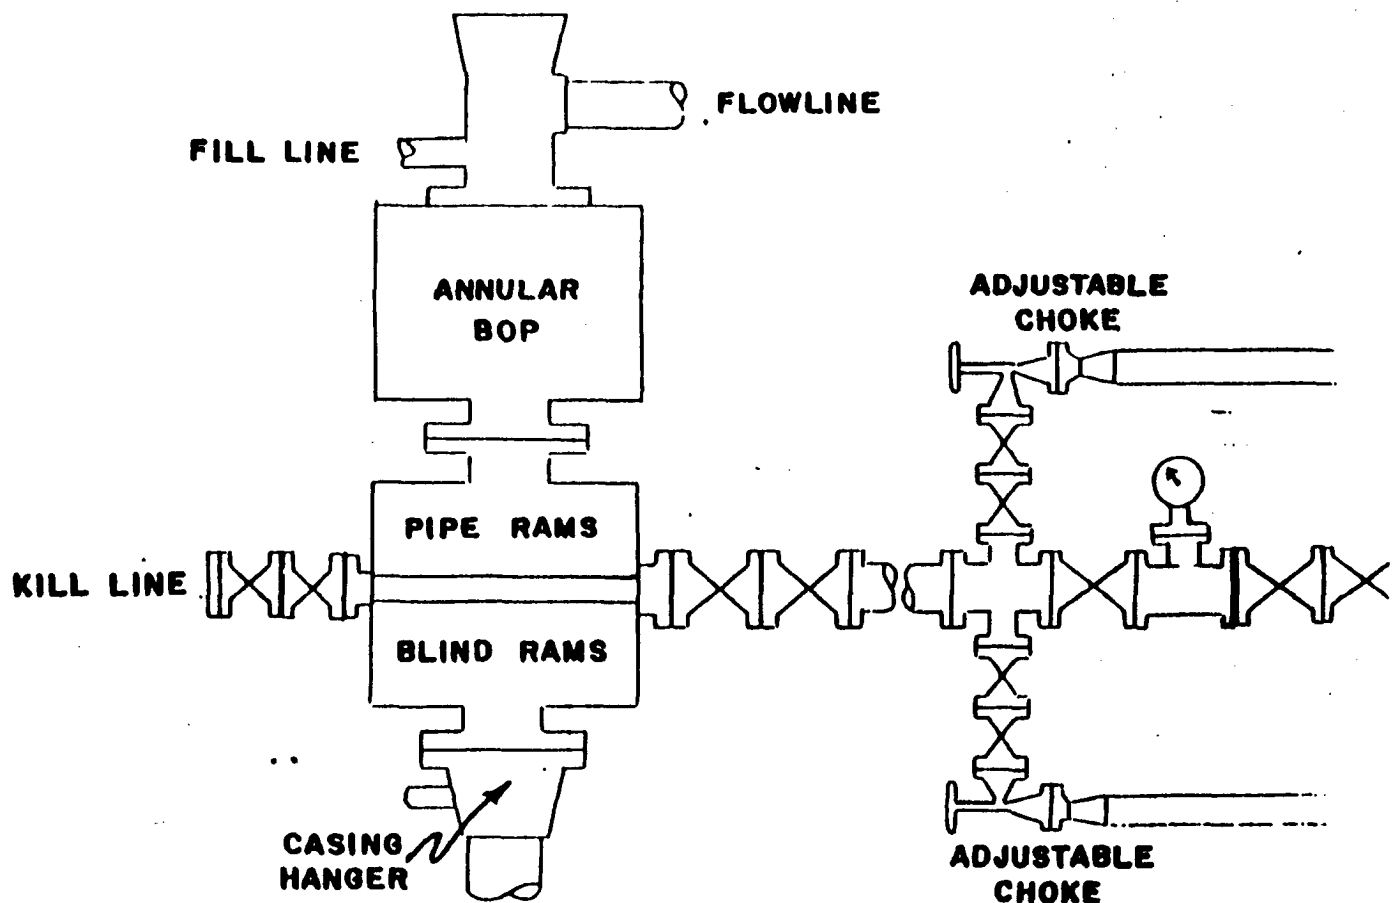 FLOWLINE
FILL LINE
ANNULAR
BOP
ADJUSTABLE
CHOKE
PIPE RAMS
KILL LINE
BLIND RAMS
CASING
HANGER
ADJUSTABLE
CHOKE